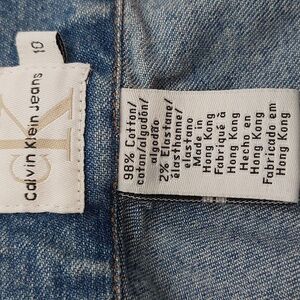 10
cK
Calvin Klein Jeans
98% Cotton/
cotan/algodón/
algodão
2% Elastane/
élasthanne/
elastano
Made in
Hong Kong
Fabriqué à
Hong Kong
Hecho en
Hong Kong
Fabricado em
Hong Kong